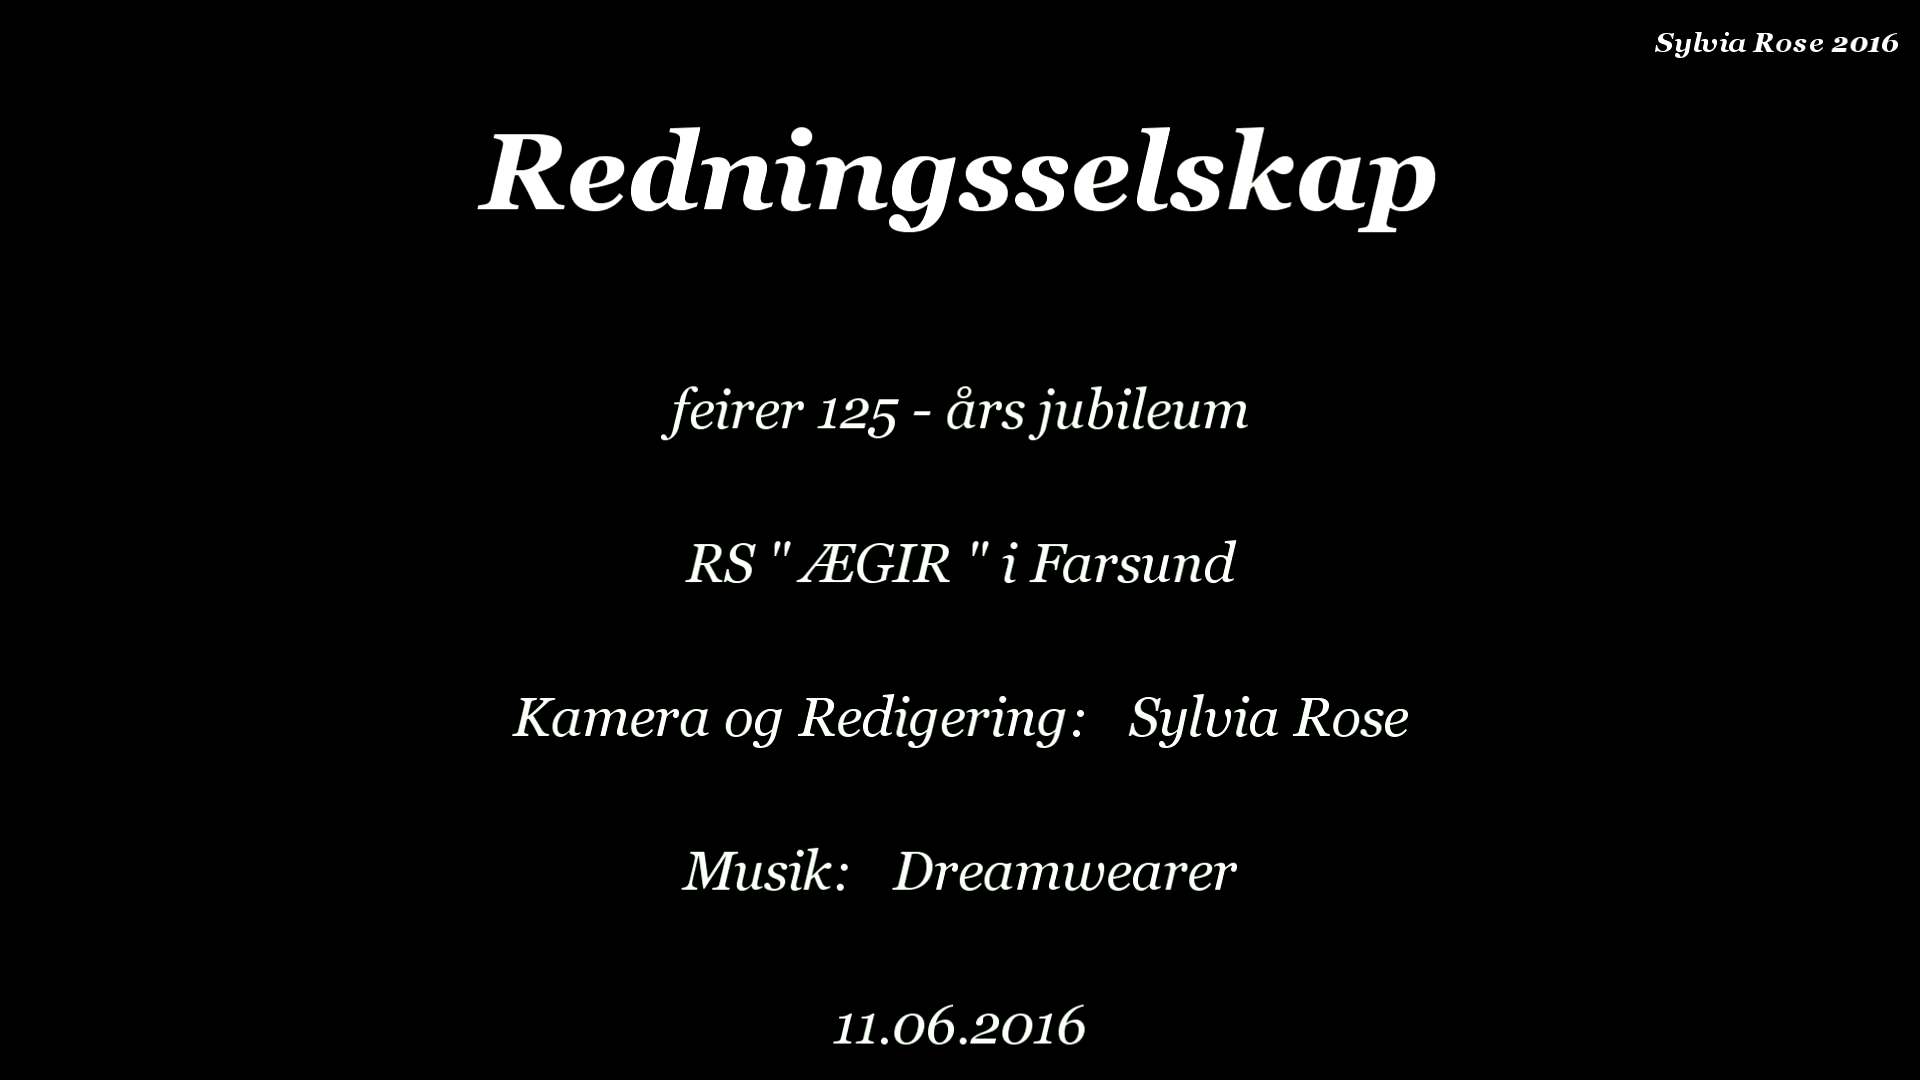 Sylvia Rose 2016
Redningsselskap
feirer 125 - års jubileum
RS " ÆGIR " i Farsund
Kamera og Redigering: Sylvia Rose
Musik: Dreamwearer
11.06.2016